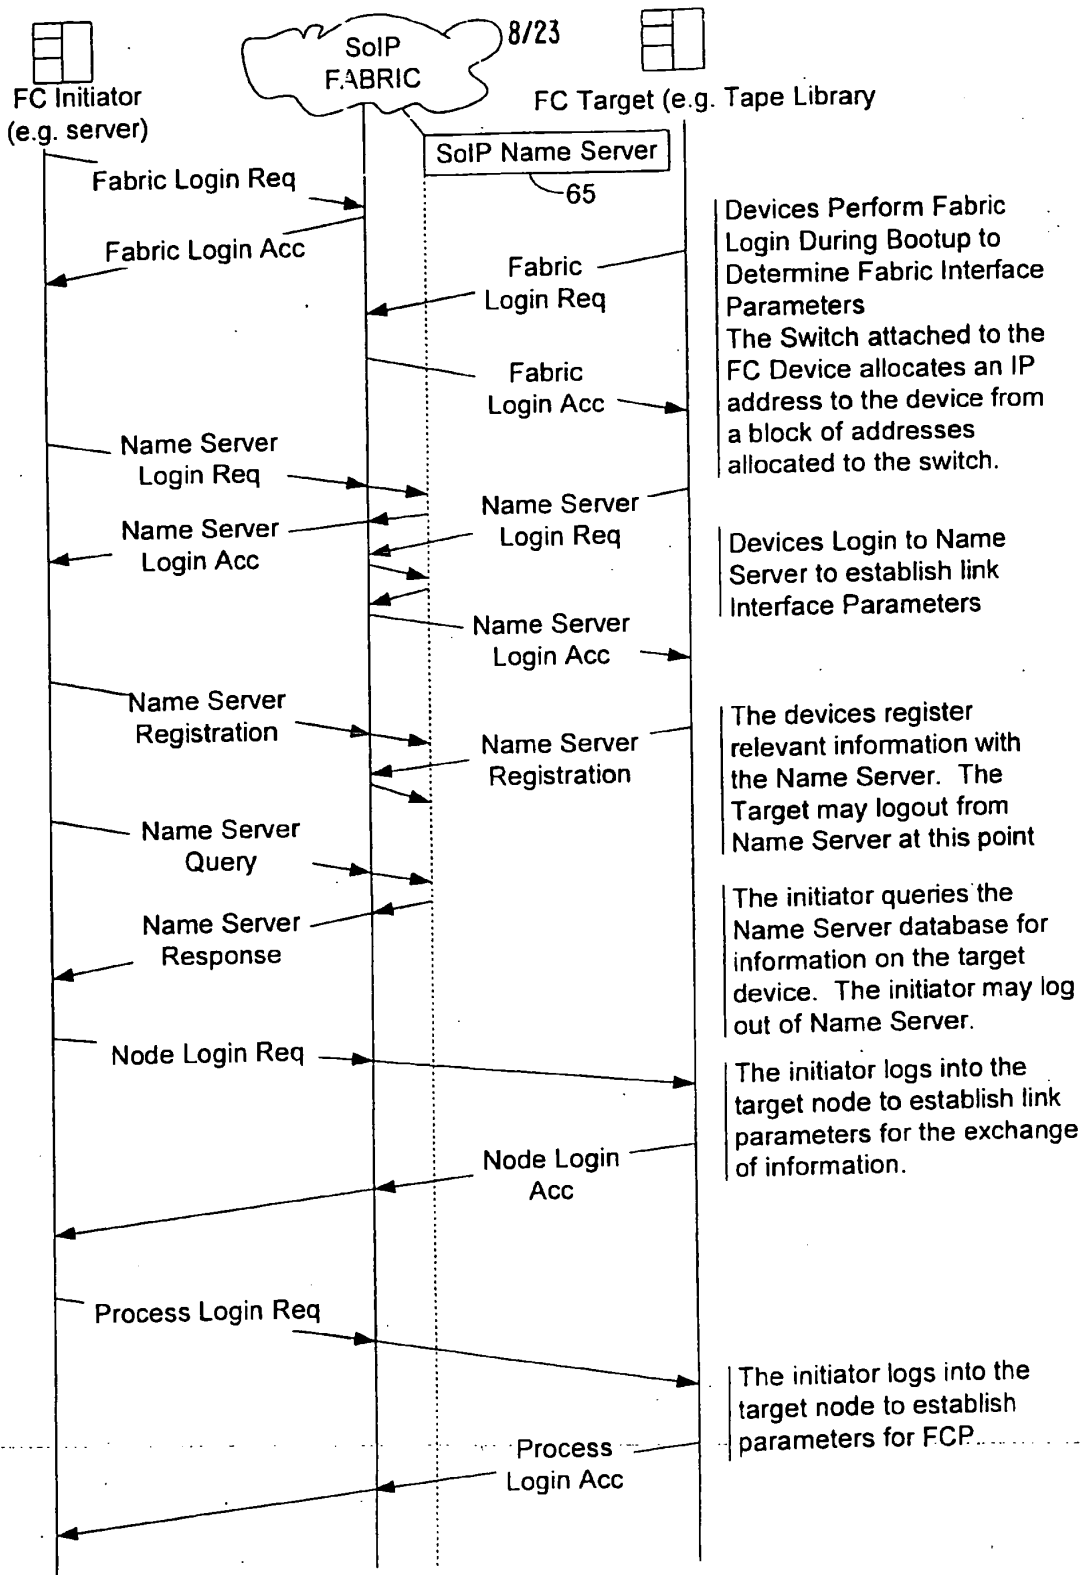 8/23
SoIP
FABRIC
FC Initiator
(e.g. server)
FC Target (e.g. Tape Library
SoIP Name Server
65
Fabric Login Req
Fabric Login Acc
Fabric
Login Req
Fabric
Login Acc
Devices Perform Fabric
Login During Bootup to
Determine Fabric Interface
Parameters
The Switch attached to the
FC Device allocates an IP
address to the device from
a block of addresses
allocated to the switch.
Name Server
Login Req
Name Server
Login Acc
Name Server
Login Req
Name Server
Login Acc
Devices Login to Name
Server to establish link
Interface Parameters
Name Server
Registration
Name Server
Registration
The devices register
relevant information with
the Name Server. The
Target may logout from
Name Server at this point
Name Server
Query
Name Server
Response
The initiator queries the
Name Server database for
information on the target
device. The initiator may log
out of Name Server.
Node Login Req
Node Login
Acc
The initiator logs into the
target node to establish link
parameters for the exchange
of information.
Process Login Req
Process
Login Acc
The initiator logs into the
target node to establish
parameters for FCP